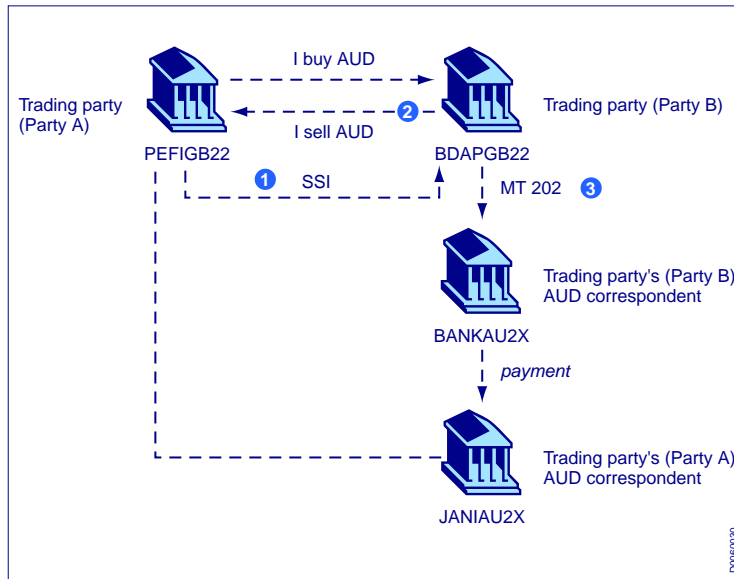 I buy AUD
Trading party
(Party A)
Trading party (Party B)
2
I sell AUD
PEFIGB22
BDAPGB22
1
SSI
MT 202
3
Trading party's (Party B)
AUD correspondent
BANKAU2X
payment
Trading party's (Party A)
AUD correspondent
JANIAU2X
D0060030